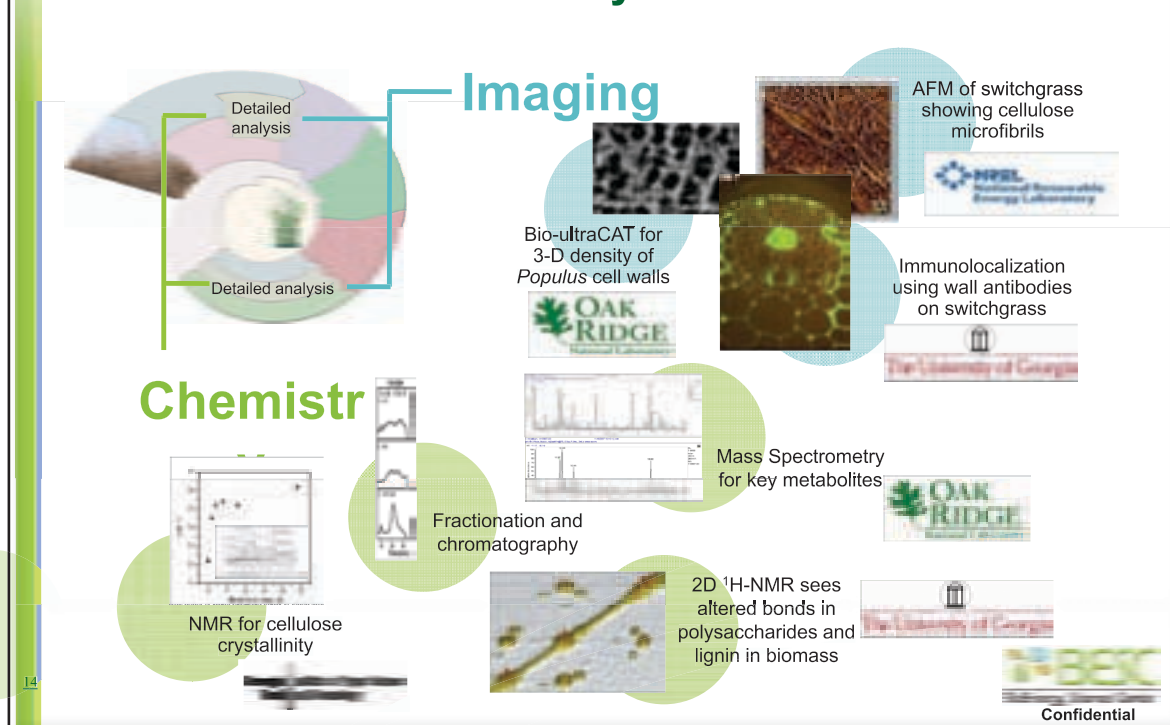 Imaging
Detailed
analysis
Detailed analysis
AFM of switchgrass
showing cellulose
microfibrils
NREL
National Renewable
Energy Laboratory
Bio-ultraCAT for
3-D density of
Populus cell walls
OAK
RIDGE
National Laboratory
Immunolocalization
using wall antibodies
on switchgrass
The University of Georgia
Chemistr
y
Mass Spectrometry
for key metabolites
OAK
RIDGE
National Laboratory
Fractionation and
chromatography
2D ¹H-NMR sees
altered bonds in
polysaccharides and
lignin in biomass
The University of Georgia
NMR for cellulose
crystallinity
14
BESC
Confidential